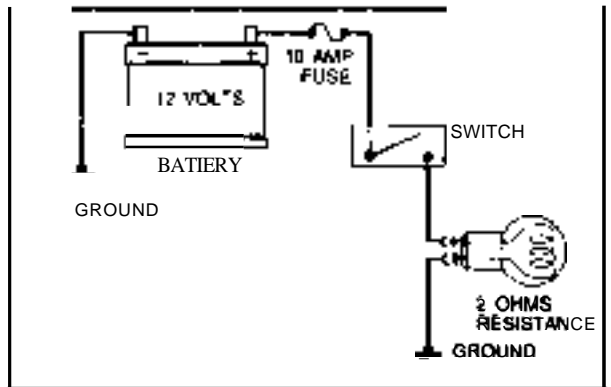 - +
10 AMP
FUSE
12 VOLTS
SWITCH
BATIERY
GROUND
2 OHMS
RESISTANCE
GROUND